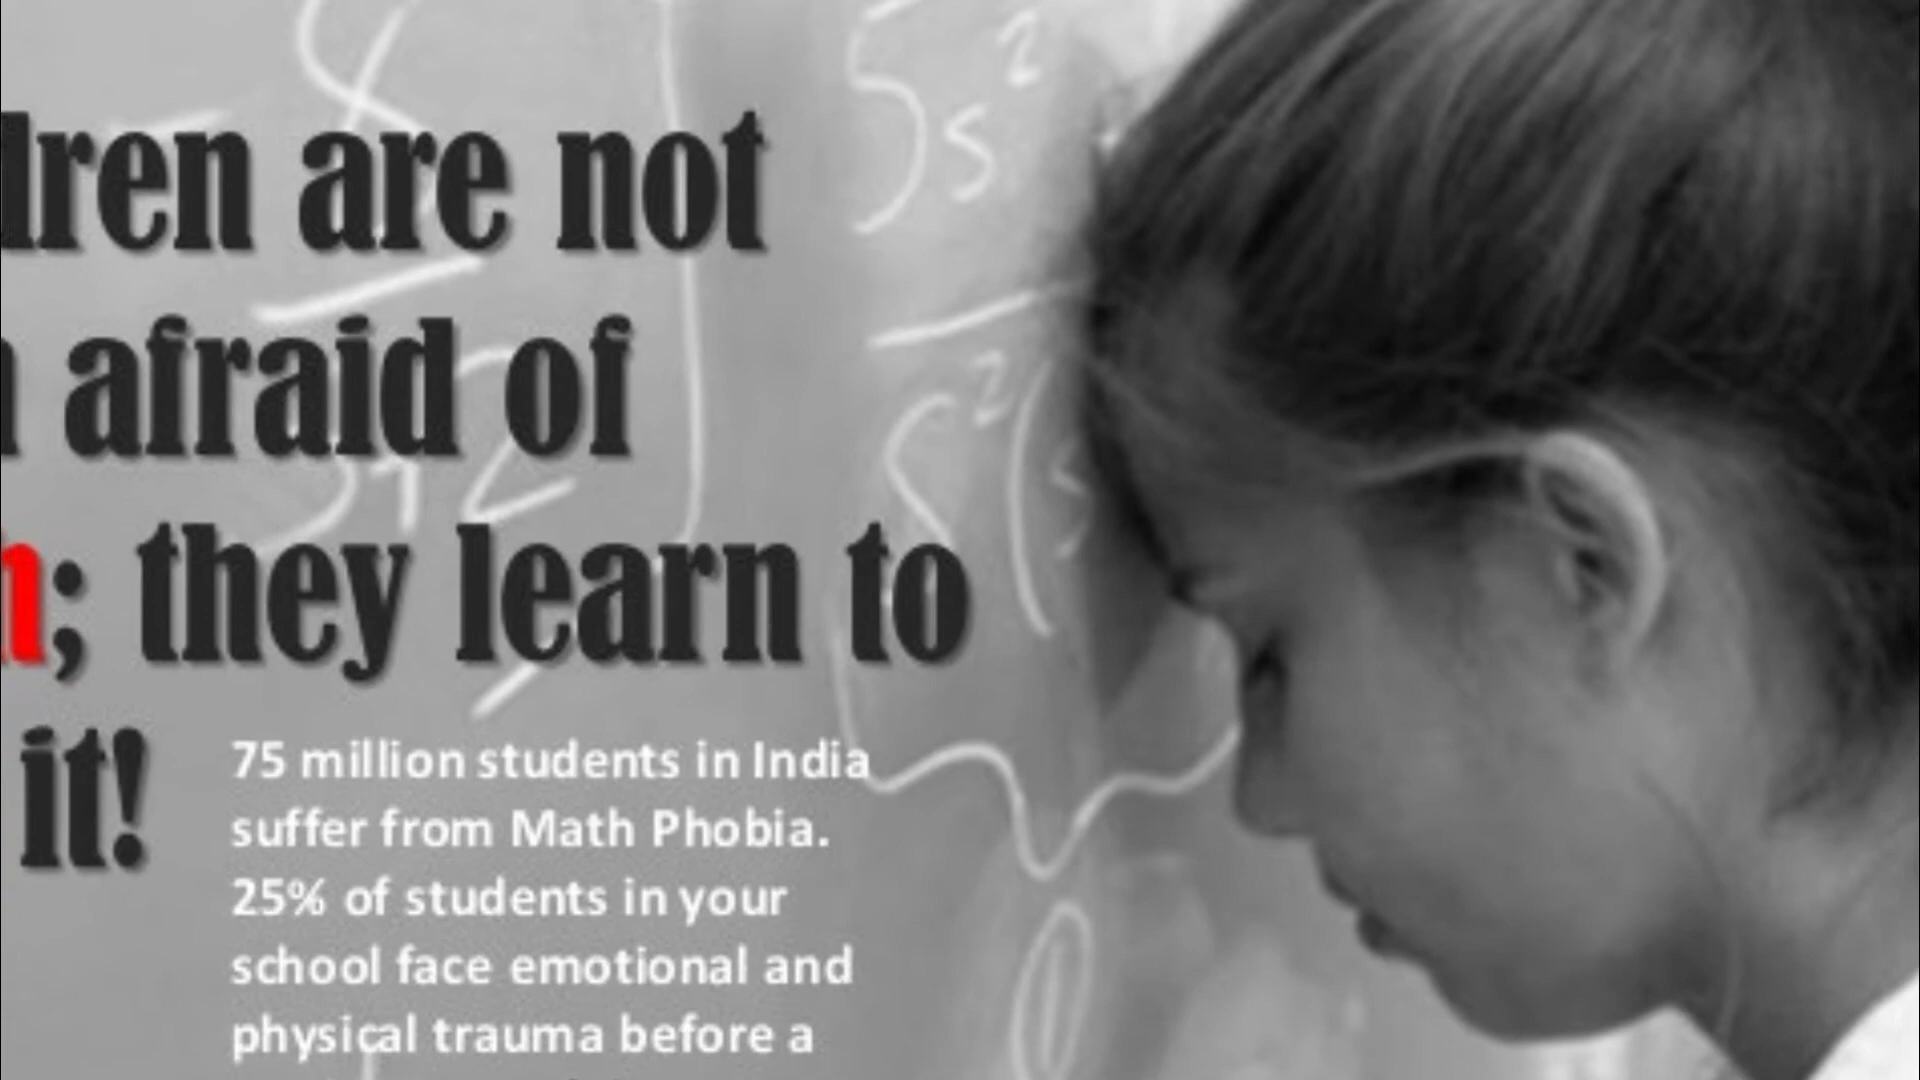 dren are not
afraid of
; they learn to
it!
75 million students in India
suffer from Math Phobia.
25% of students in your
school face emotional and
physical trauma before a